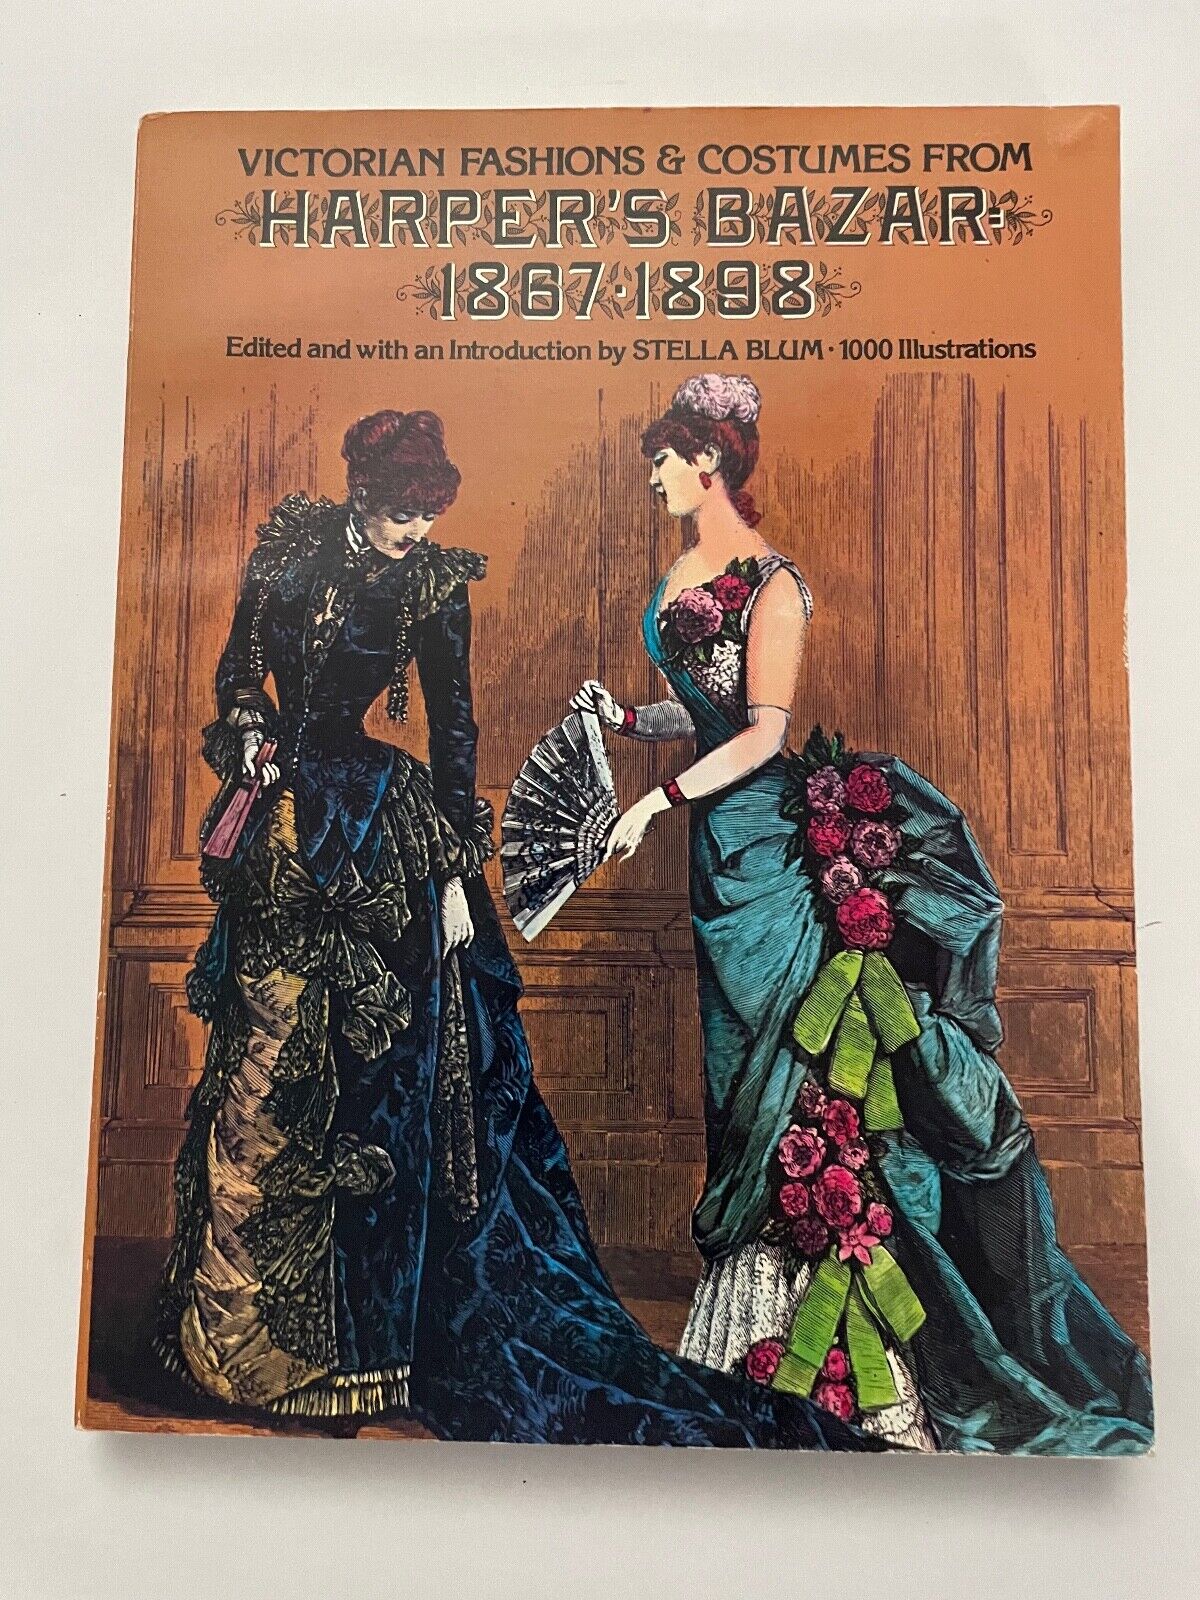 VICTORIAN FASHIONS & COSTUMES FROM
HARPER'S BAZAR:
1867·1898
Edited and with an Introduction by STELLA BLUM · 1000 Illustrations